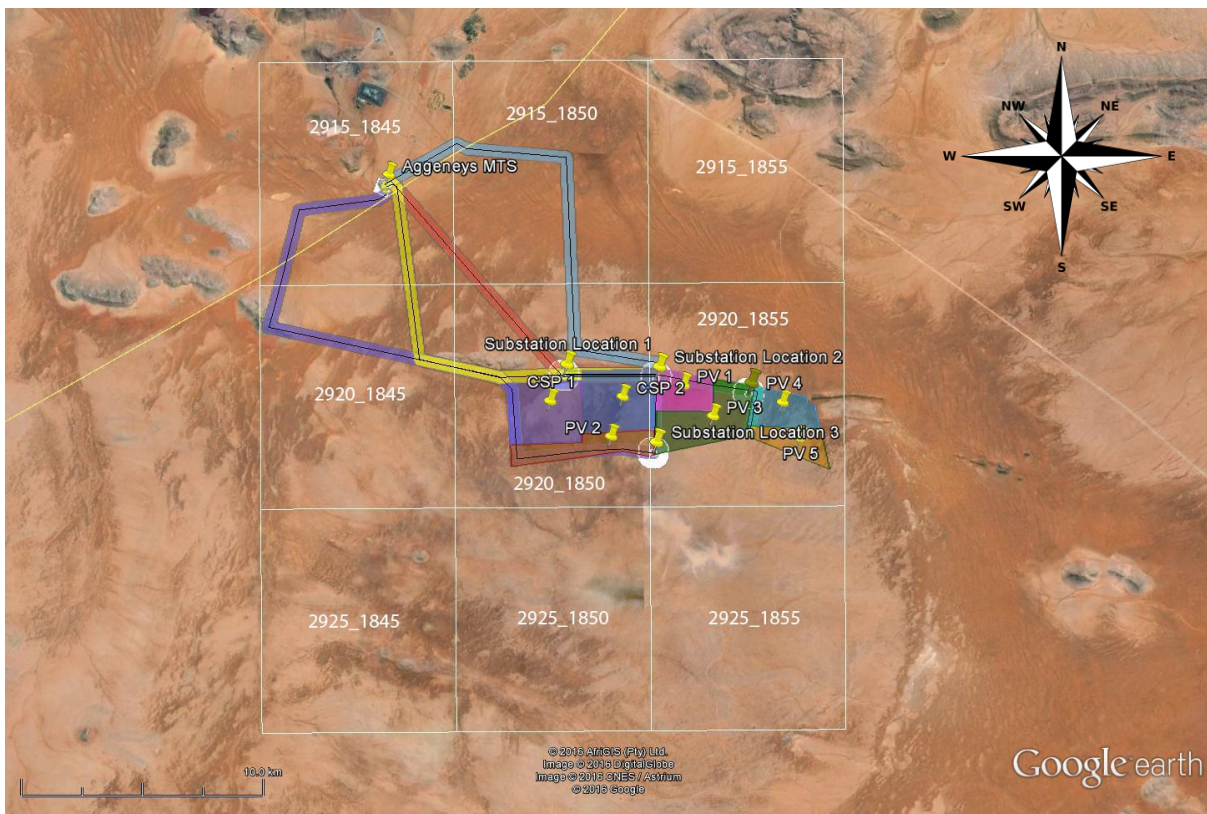 N
NW
NE
W
E
SW
SE
S
2915_1845
2915_1850
2915_1855
Aggeneys MTS
2920_1855
Substation Location 1
Substation Location 2
CSP 1
CSP 2
PV 1
PV 4
2920_1845
PV 3
PV 2
Substation Location 3
PV 5
2920_1850
2925_1845
2925_1850
2925_1855
© 2016 AfriGIS (Pty) Ltd.
Image © 2016 DigitalGlobe
Image © 2016 CNES / Astrium
© 2016 Google
10.0 km
Google earth